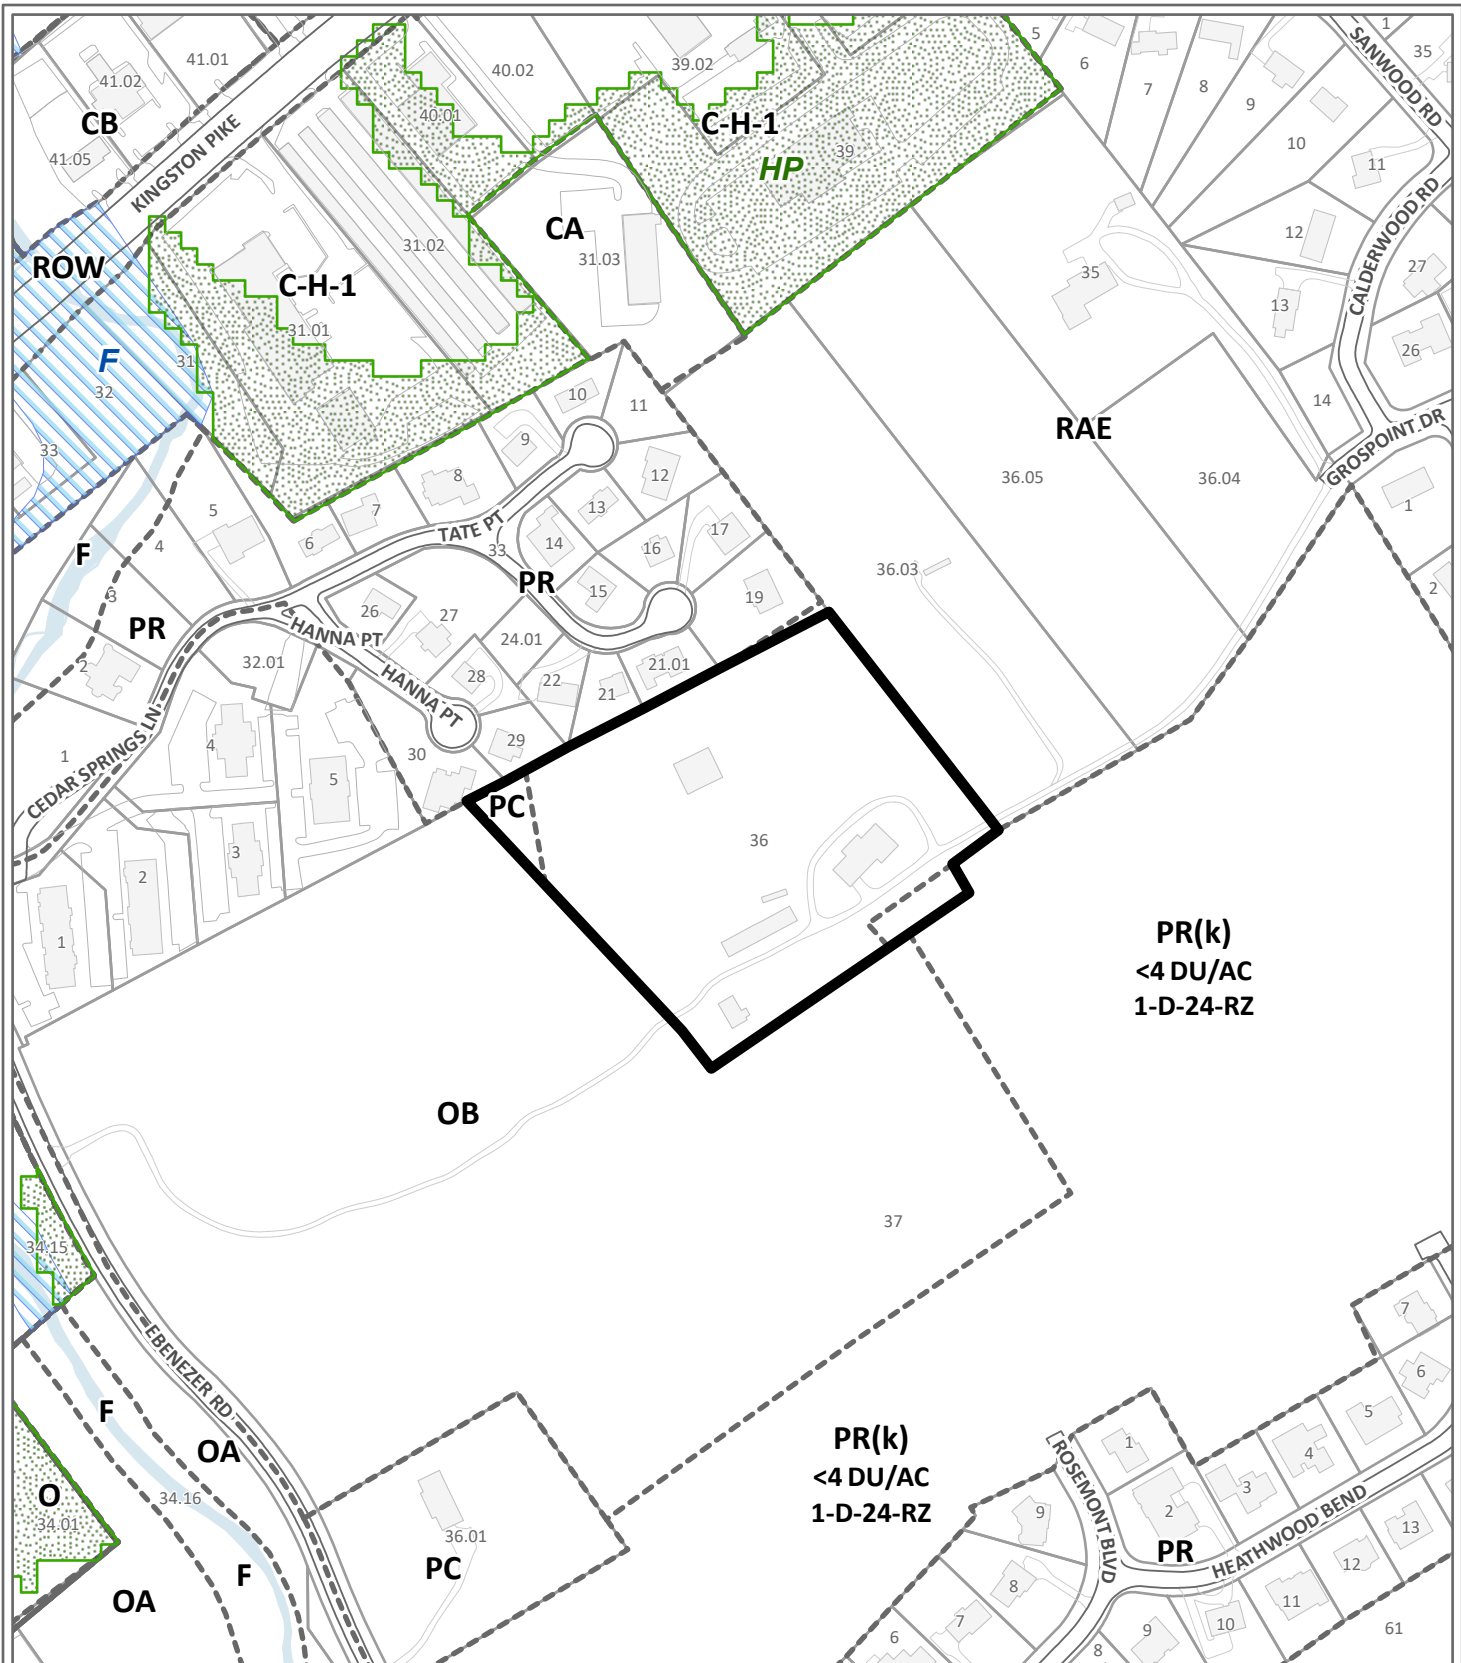 41.01
41.02
CB
41.05
KINGSTON PIKE
40.02
40.01
39.02
C-H-1
HP
39
5
6
7
8
9
10
11
12
13
14
1
35
SANWOOD RD
CALDERWOOD RD
27
26
GROSPOINT DR
1
2
ROW
F
31
32
33
C-H-1
31.01
31.02
CA
31.03
35
RAE
36.05
36.04
36.03
10
11
9
8
7
6
5
4
3
F
PR
2
1
TATE PT
33
12
13
14
15
16
17
19
PR
26
27
HANNA PT
HANNA PT
24.01
28
22
21
21.01
29
30
32.01
CEDAR SPRINGS LN
4
5
3
2
1
PC
36
PR(k)
<4 DU/AC
1-D-24-RZ
OB
37
34.15
EBENEZER RD
F
OA
34.16
O
34.01
F
OA
36.01
PC
PR(k)
<4 DU/AC
1-D-24-RZ
7
6
5
4
3
2
1
ROSEMONT BLVD
PR
HEATHWOOD BEND
9
8
7
6
13
12
11
10
9
8
61